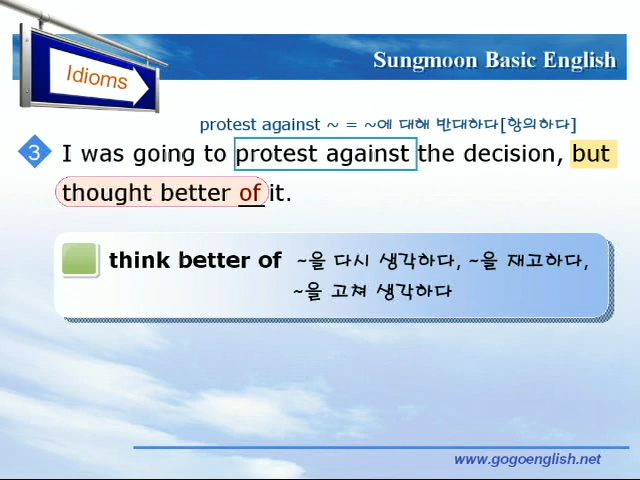 Idioms
Sungmoon Basic English
protest against ~ = ~에 대해 반대하다[항의하다]
3 I was going to protest against the decision, but
thought better of it.
think better of ~을 다시 생각하다, ~을 재고하다,
~을 고쳐 생각하다
www.gogoenglish.net